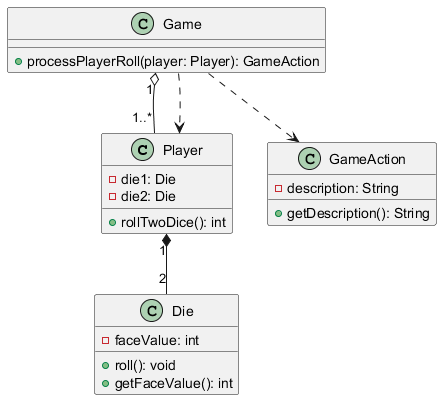 C Game
processPlayerRoll(player: Player): GameAction
1
1..*
C Player
die1: Die
die2: Die
rollTwoDice(): int
C GameAction
description: String
getDescription(): String
1
2
C Die
faceValue: int
roll(): void
getFaceValue(): int